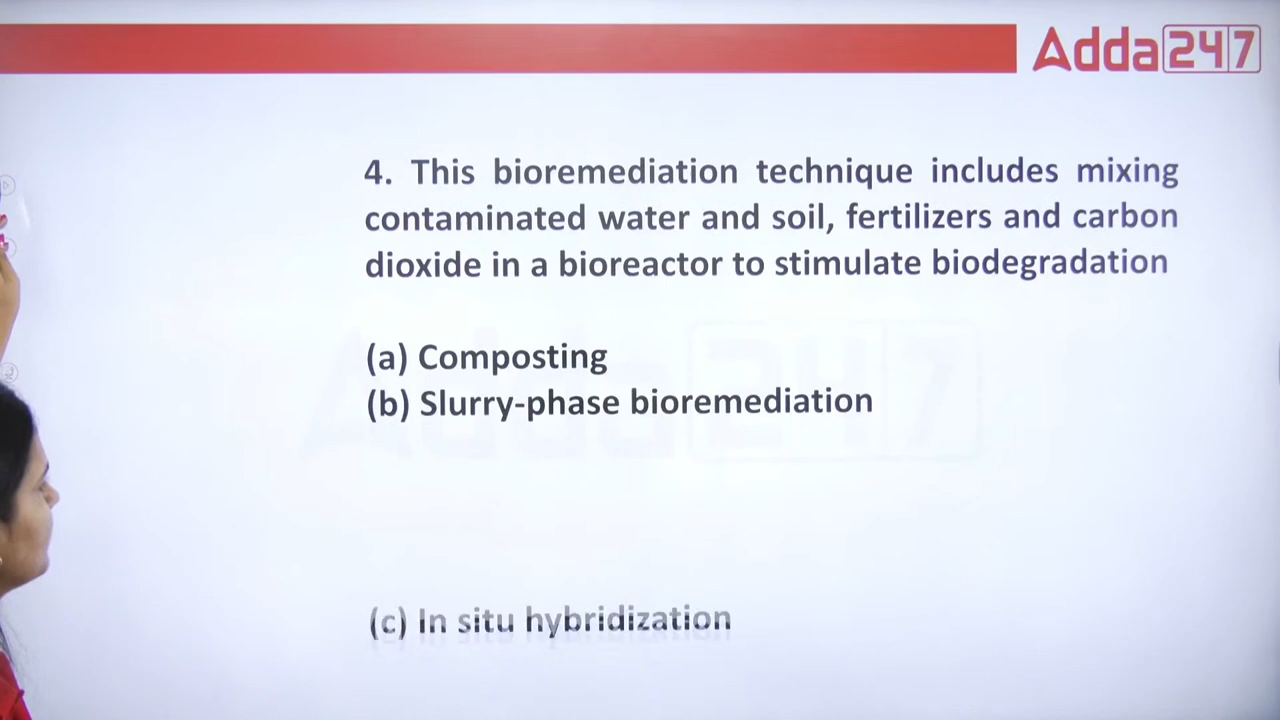 Adda247
4. This bioremediation technique includes mixing
contaminated water and soil, fertilizers and carbon
dioxide in a bioreactor to stimulate biodegradation
(a) Composting
(b) Slurry-phase bioremediation
(c) In situ hybridization